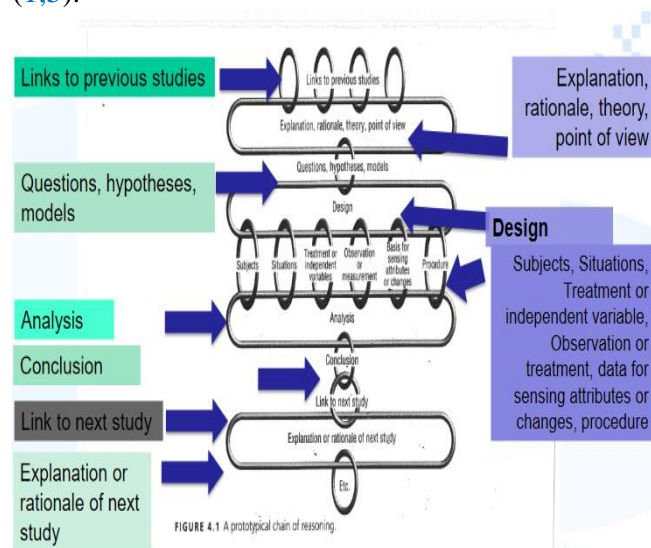 (1,3).
Links to previous studies
Links to previous studies
Explanation, rationale, theory, point of view
Explanation,
rationale, theory,
point of view
Questions, hypotheses,
models
Questions, hypotheses, models
Design
Design
Subjects, Situations,
Treatment or
independent variable,
Observation or
treatment, data for
sensing attributes or
changes, procedure
Subjects
Situations
Treatment or
independent
variables
Observation
or
measurement
Basis for
sensing
attributes
or changes
Procedure
Analysis
Analysis
Conclusion
Conclusion
Link to next study
Link to next study
Explanation or
rationale of next
study
Explanation or rationale of next study
Etc.
FIGURE 4.1 A prototypical chain of reasoning.